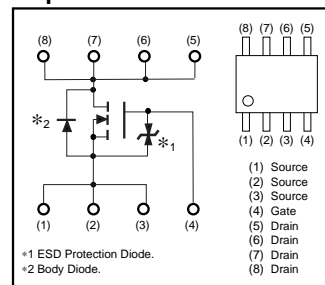 (8) (7) (6) (5)
∗2
∗1
(1) (2) (3) (4)
∗1 ESD Protection Diode.
∗2 Body Diode.
(8) (7) (6) (5)
(1) (2) (3) (4)
(1) Source
(2) Source
(3) Source
(4) Gate
(5) Drain
(6) Drain
(7) Drain
(8) Drain